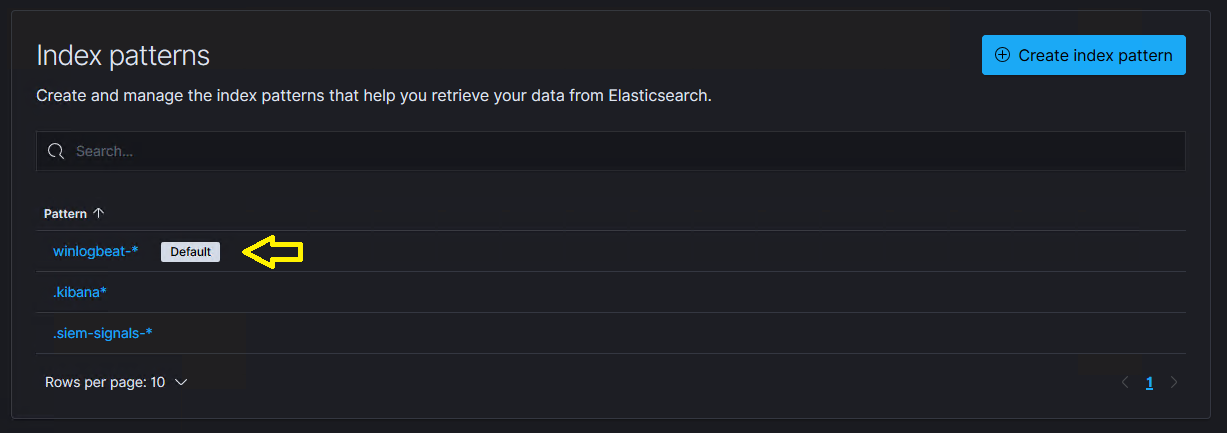 Index patterns
Create index pattern
Create and manage the index patterns that help you retrieve your data from Elasticsearch.
Search...
Pattern
winlogbeat-* Default
.kibana*
.siem-signals-*
Rows per page: 10
1